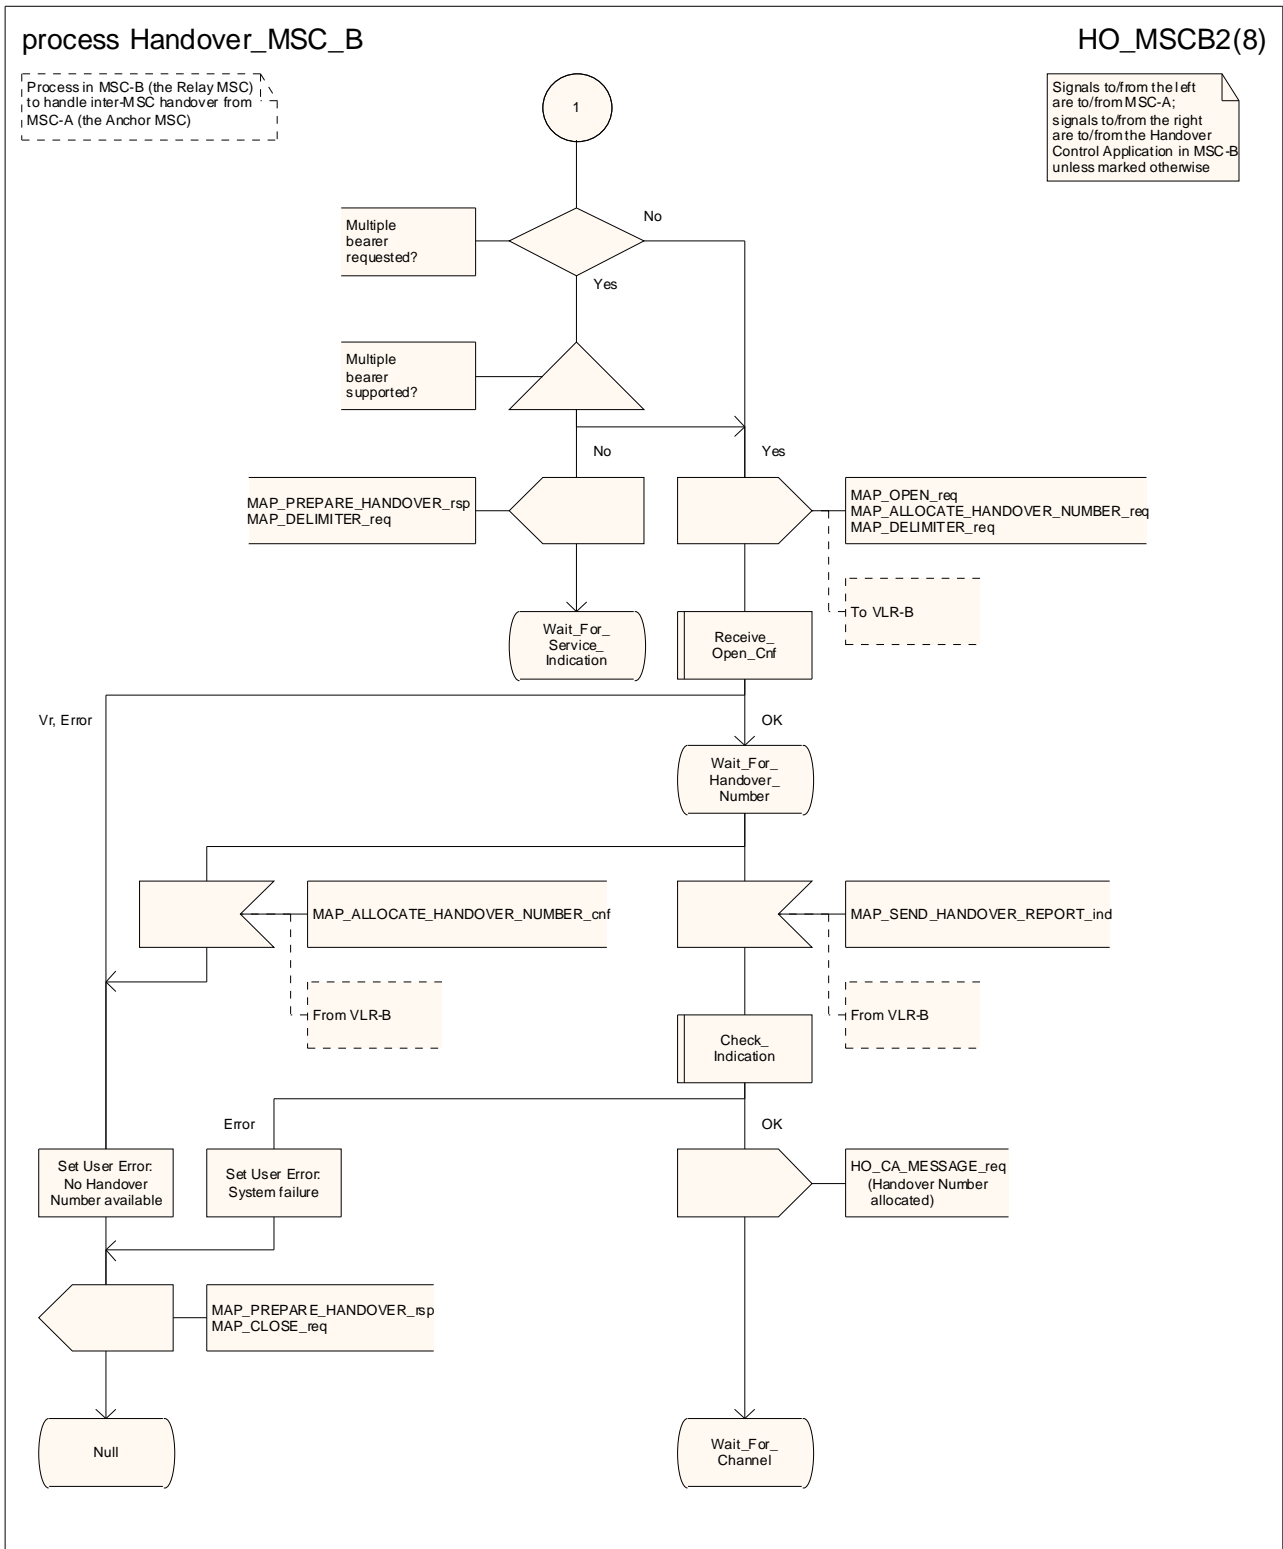 process Handover_MSC_B
HO_MSCB2(8)
Process in MSC-B (the Relay MSC)
to handle inter-MSC handover from
MSC-A (the Anchor MSC)
1
Signals to/from the left
are to/from MSC-A;
signals to/from the right
are to/from the Handover
Control Application in MSC-B
unless marked otherwise
Multiple
bearer
requested?
No
Yes
Multiple
bearer
supported?
No
Yes
MAP_PREPARE_HANDOVER_rsp
MAP_DELIMITER_req
MAP_OPEN_req
MAP_ALLOCATE_HANDOVER_NUMBER_req
MAP_DELIMITER_req
To VLR-B
Wait_For_
Service_
Indication
Receive_
Open_Cnf
Vr, Error
OK
Wait_For_
Handover_
Number
MAP_ALLOCATE_HANDOVER_NUMBER_cnf
MAP_SEND_HANDOVER_REPORT_ind
From VLR-B
From VLR-B
Check_
Indication
Error
OK
Set User Error:
No Handover
Number available
Set User Error:
System failure
HO_CA_MESSAGE_req
(Handover Number
allocated)
MAP_PREPARE_HANDOVER_rsp
MAP_CLOSE_req
Null
Wait_For_
Channel